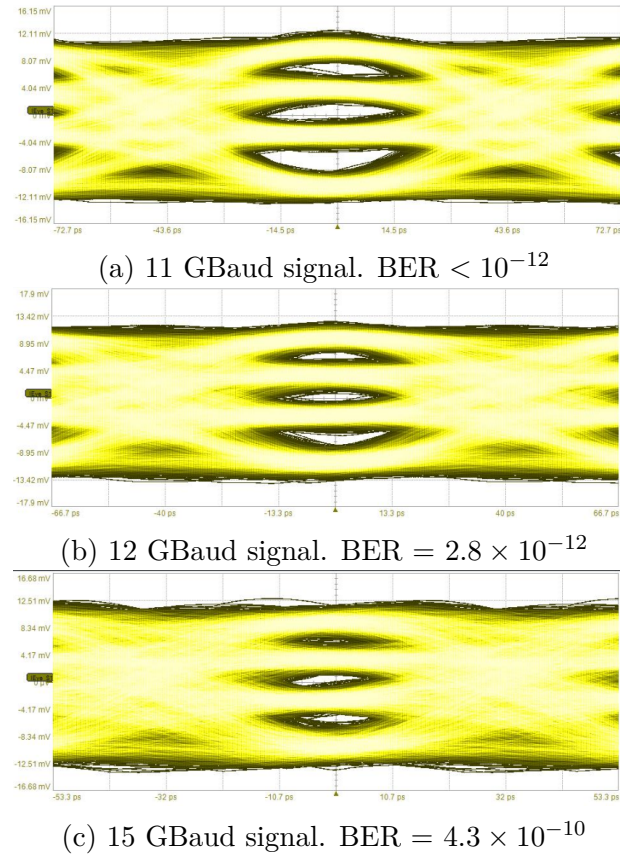 16.15 mV
12.11 mV
8.07 mV
4.04 mV
-4.04 mV
-8.07 mV
-12.11 mV
-16.15 mV
-72.7 ps -43.6 ps -14.5 ps 14.5 ps 43.6 ps 72.7 ps
(a) 11 GBaud signal. BER < 10⁻¹²
17.9 mV
13.42 mV
8.95 mV
4.47 mV
-4.47 mV
-8.95 mV
-13.42 mV
-17.9 mV
-66.7 ps -40 ps -13.3 ps 13.3 ps 40 ps 66.7 ps
(b) 12 GBaud signal. BER = 2.8 × 10⁻¹²
16.68 mV
12.51 mV
8.34 mV
4.17 mV
-4.17 mV
-8.34 mV
-12.51 mV
-16.68 mV
-53.3 ps -32 ps -10.7 ps 10.7 ps 32 ps 53.3 ps
(c) 15 GBaud signal. BER = 4.3 × 10⁻¹⁰